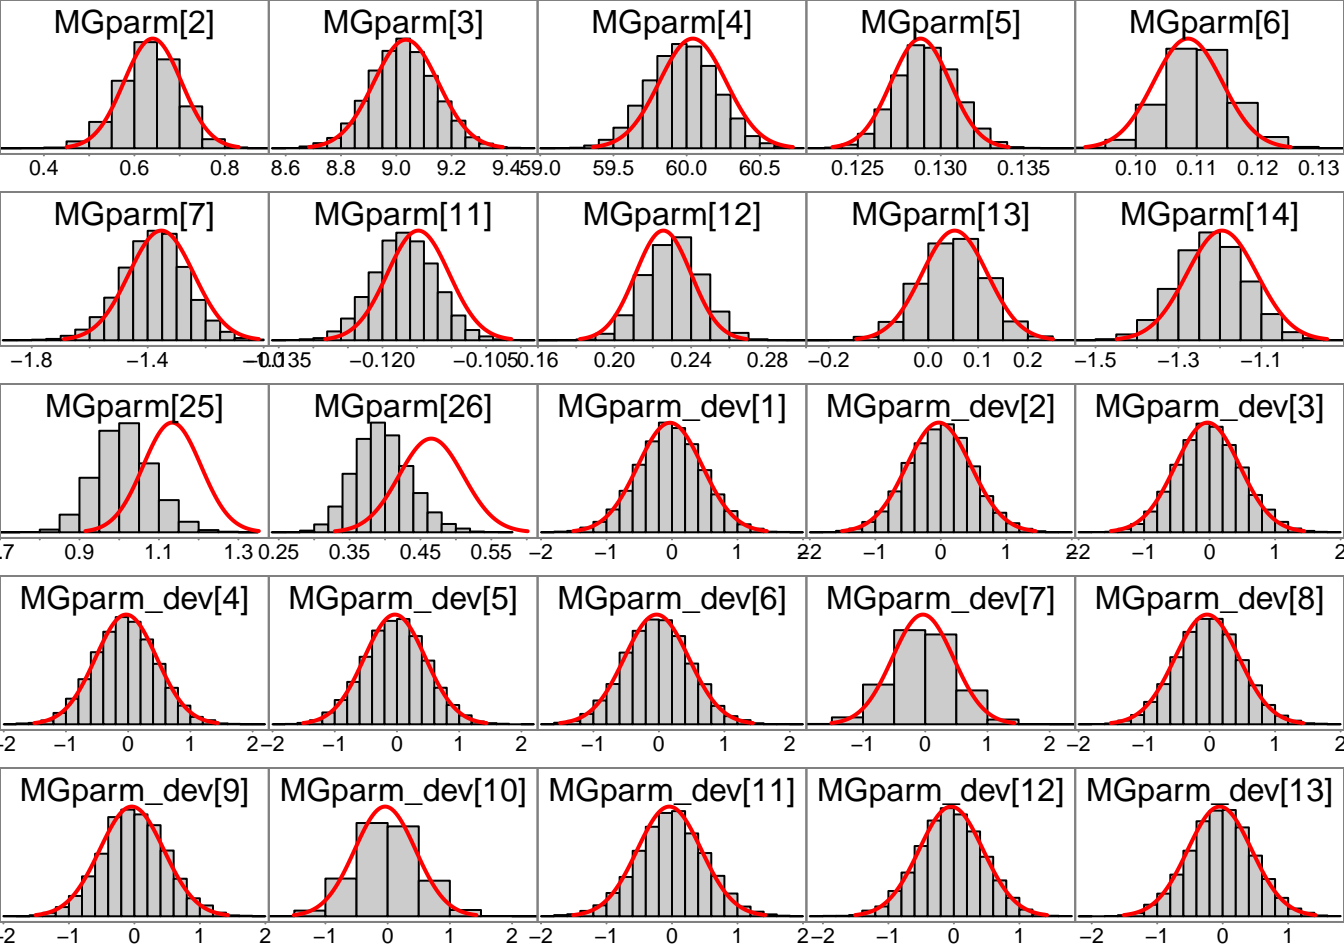 MGparm[2] MGparm[3] MGparm[4] MGparm[5] MGparm[6]
0.4 0.6 0.8 8.6 8.8 9.0 9.2 9.4 59.0 59.5 60.0 60.5 0.125 0.130 0.135 0.10 0.11 0.12 0.13
MGparm[7] MGparm[11] MGparm[12] MGparm[13] MGparm[14]
−1.8 −1.4 −0.135 −0.120 −0.105 0.16 0.20 0.24 0.28 −0.2 0.0 0.1 0.2 −1.5 −1.3 −1.1
MGparm[25] MGparm[26] MGparm_dev[1] MGparm_dev[2] MGparm_dev[3]
0.9 1.1 1.3 0.25 0.35 0.45 0.55 −2 −1 0 1 2 −2 −1 0 1 2 −2 −1 0 1 2
MGparm_dev[4] MGparm_dev[5] MGparm_dev[6] MGparm_dev[7] MGparm_dev[8]
−2 −1 0 1 2 −2 −1 0 1 2 −1 0 1 2 −1 0 1 2 −2 −1 0 1 2
MGparm_dev[9] MGparm_dev[10] MGparm_dev[11] MGparm_dev[12] MGparm_dev[13]
−2 −1 0 1 2 −1 0 1 2 −2 −1 0 1 2 −2 −1 0 1 −2 −1 0 1